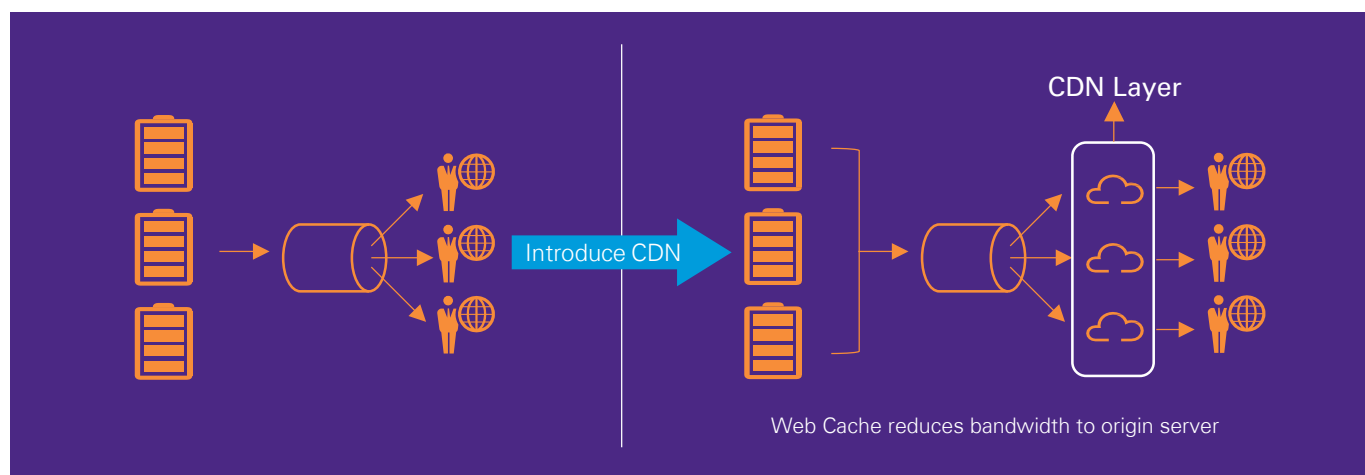 CDN Layer
Introduce CDN
Web Cache reduces bandwidth to origin server